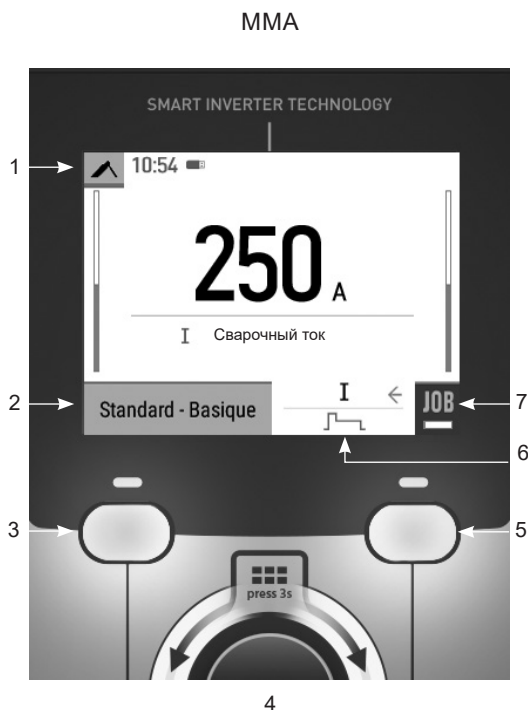 MMA
SMART INVERTER TECHNOLOGY
1
10:54
250 A
I Сварочный ток
2
Standard - Basique
I
JOB
7
6
3
5
press 3s
4